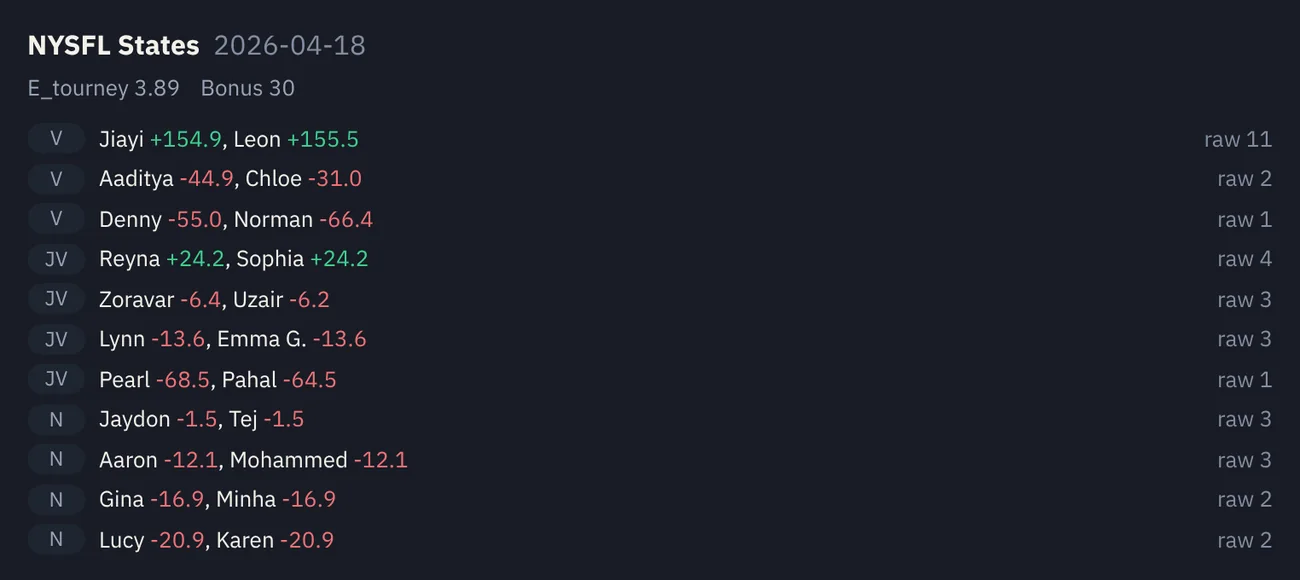 NYSFL States 2026-04-18
E_tourney 3.89 Bonus 30
V Jiayi +154.9, Leon +155.5 raw 11
V Aaditya -44.9, Chloe -31.0 raw 2
V Denny -55.0, Norman -66.4 raw 1
JV Reyna +24.2, Sophia +24.2 raw 4
JV Zoravar -6.4, Uzair -6.2 raw 3
JV Lynn -13.6, Emma G. -13.6 raw 3
JV Pearl -68.5, Pahal -64.5 raw 1
N Jaydon -1.5, Tej -1.5 raw 3
N Aaron -12.1, Mohammed -12.1 raw 3
N Gina -16.9, Minha -16.9 raw 2
N Lucy -20.9, Karen -20.9 raw 2